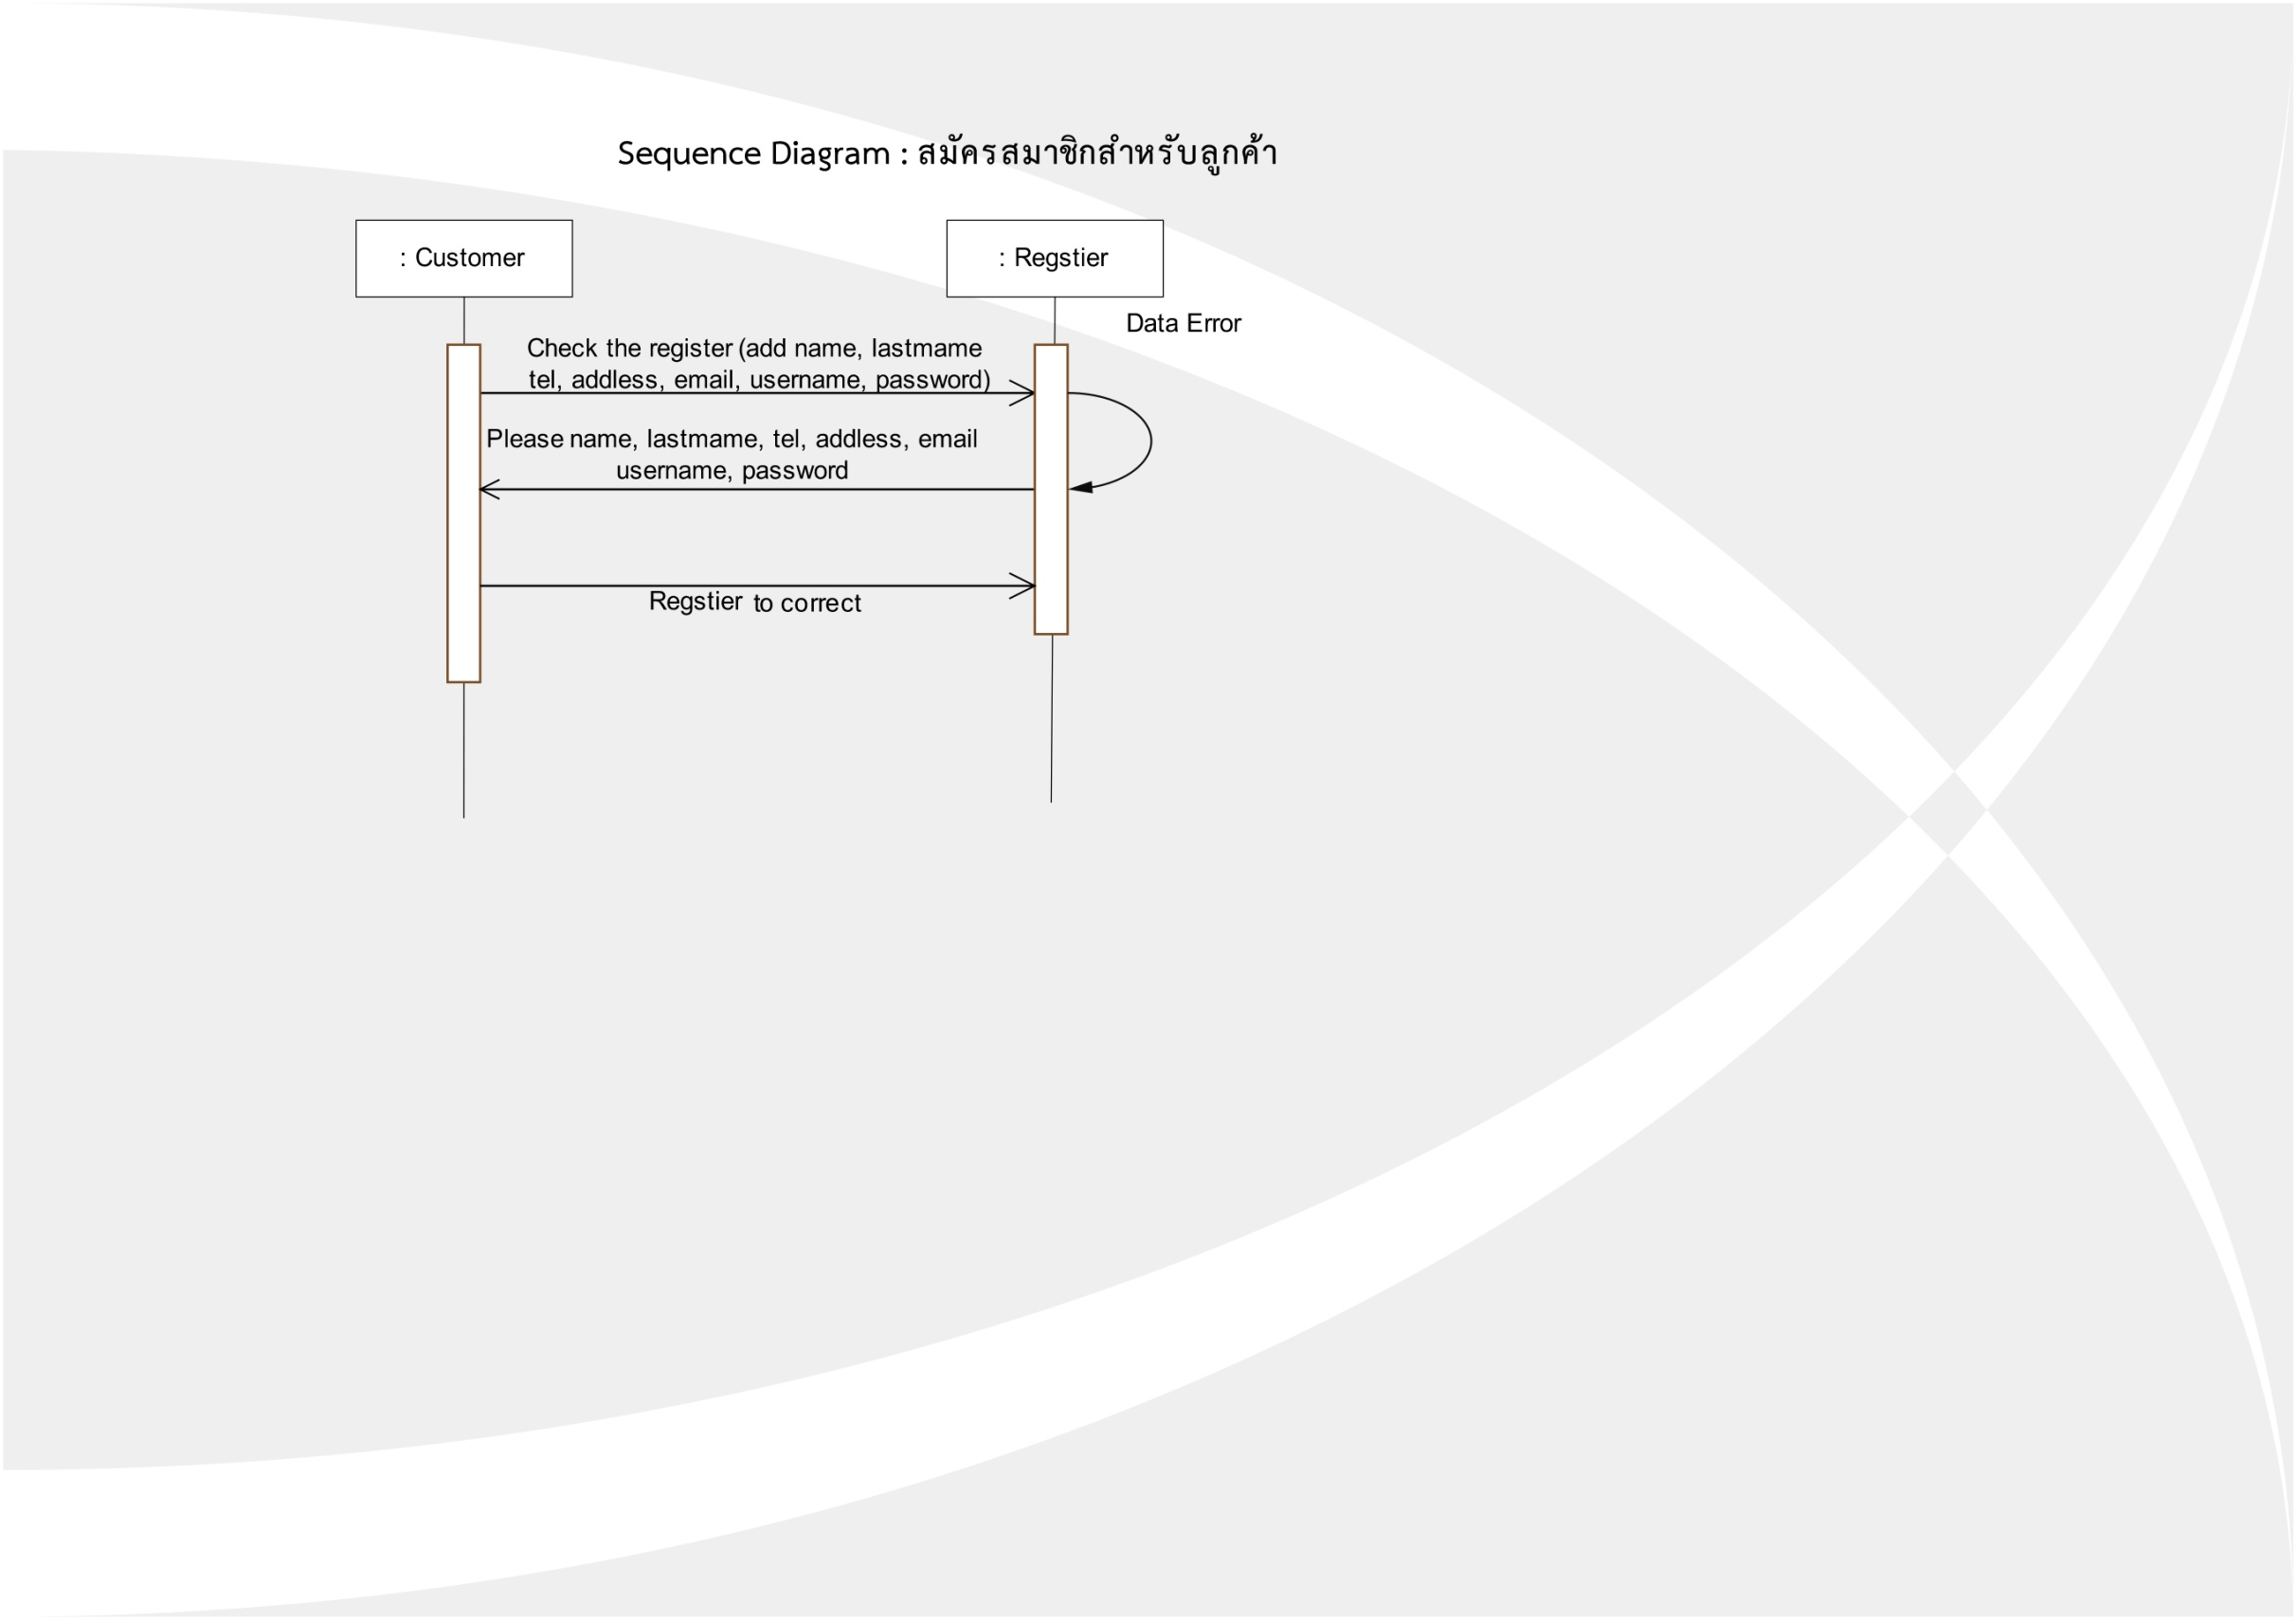 Sequence Diagram : สมัครสมาชิกสำหรับลูกค้า
: Customer
: Regstier
Data Error
Check the register (add name, lastmame
tel, addless, email, username, password)
Please name, lastmame, tel, addless, email
username, password
Regstier to correct